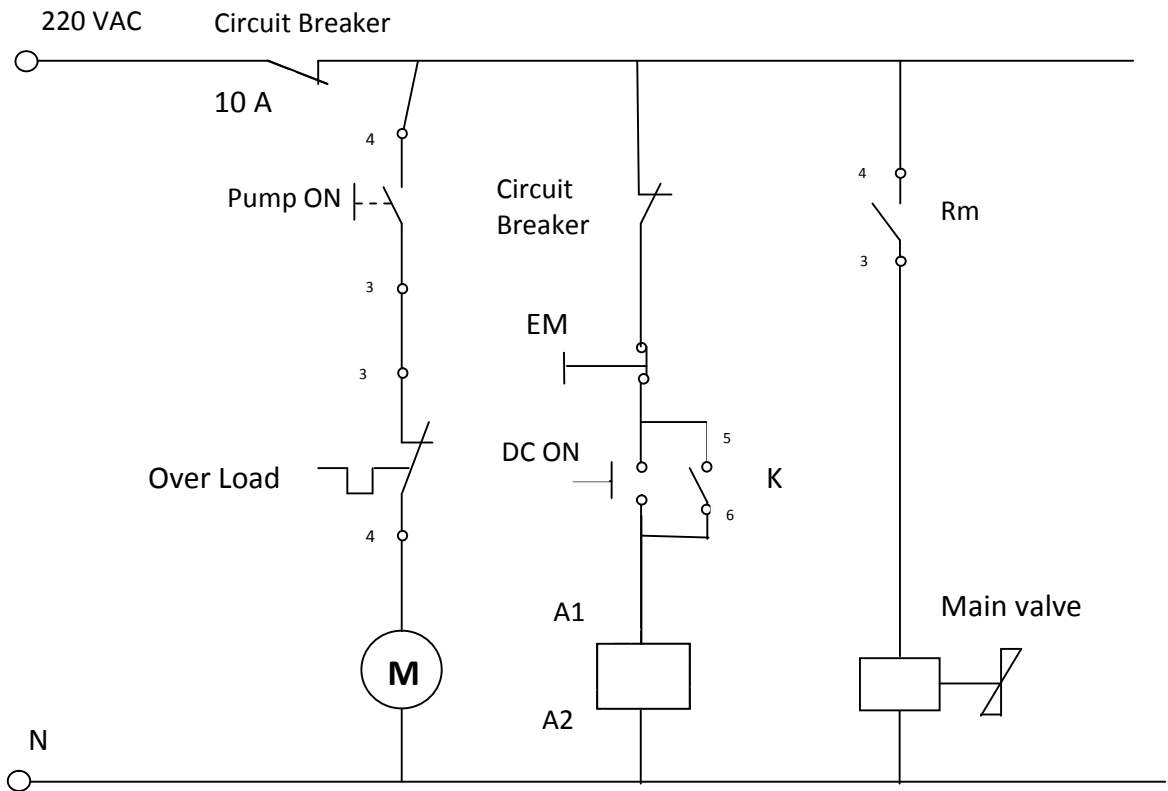 220 VAC
Circuit Breaker
10 A
4
Pump ON
3
3
Over Load
4
M
Circuit
Breaker
EM
DC ON
5
K
6
A1
A2
4
Rm
3
Main valve
N